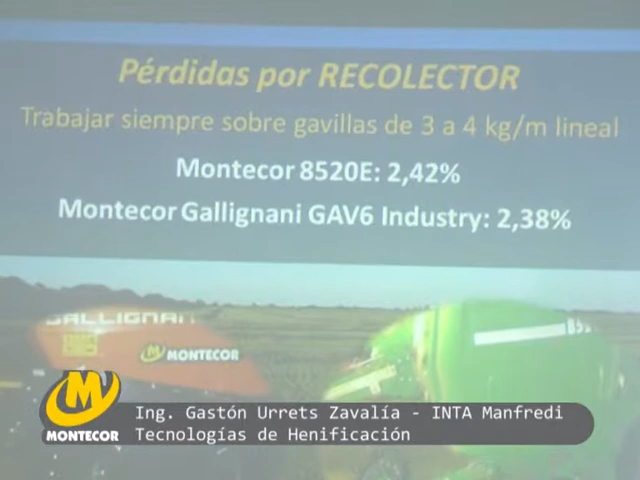 Pérdidas por RECOLECTOR
Trabajar siempre sobre gavillas de 3 a 4 kg/m lineal
Montecor 8520E: 2,42%
Montecor Gallignani GAV6 Industry: 2,38%
GALLIGNANI
MONTECOR
MONTECOR
Ing. Gastón Urrets Zavalía - INTA Manfredi
Tecnologías de Henificación